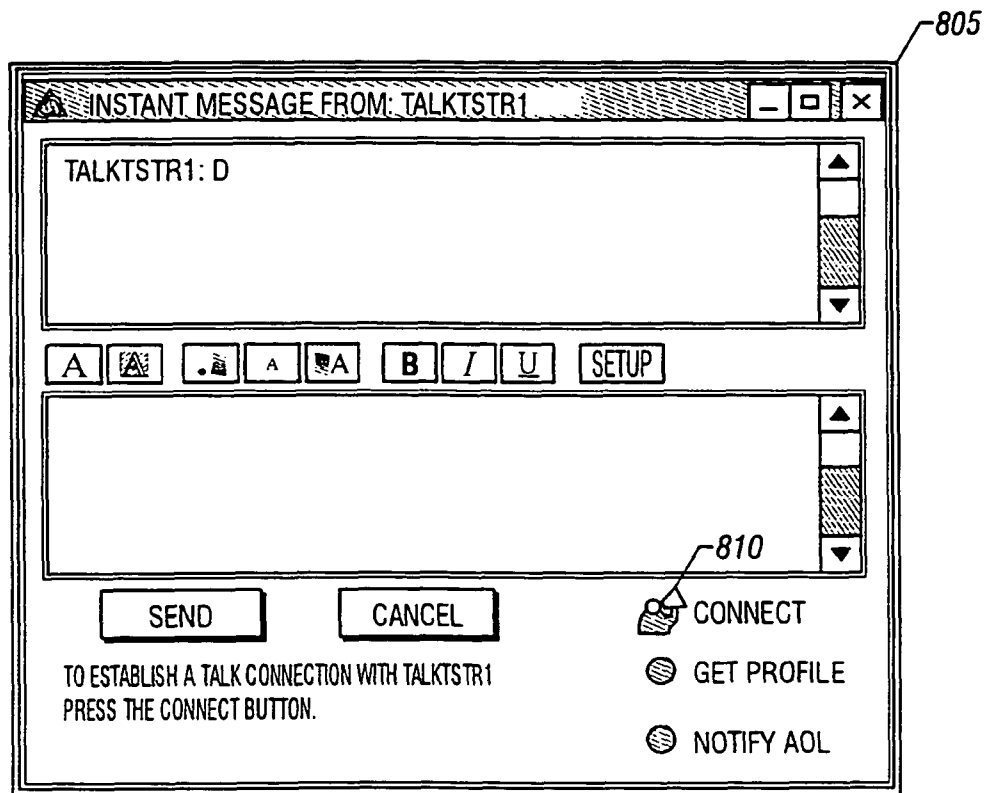 805
INSTANT MESSAGE FROM: TALKTSTR1
TALKTSTR1: D
A A A A A B I U SETUP
810
SEND CANCEL CONNECT
TO ESTABLISH A TALK CONNECTION WITH TALKTSTR1
PRESS THE CONNECT BUTTON.
GET PROFILE
NOTIFY AOL